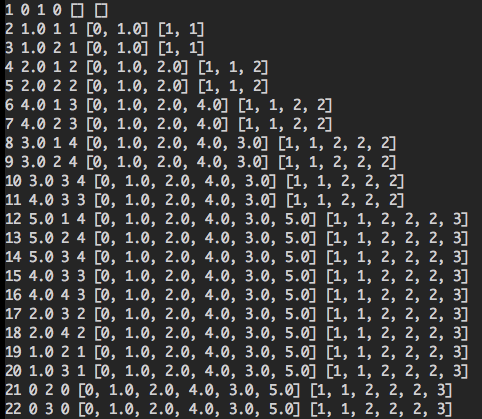 1 0 1 0 [] []
2 1.0 1 1 [0, 1.0] [1, 1]
3 1.0 2 1 [0, 1.0] [1, 1]
4 2.0 1 2 [0, 1.0, 2.0] [1, 1, 2]
5 2.0 2 2 [0, 1.0, 2.0] [1, 1, 2]
6 4.0 1 3 [0, 1.0, 2.0, 4.0] [1, 1, 2, 2]
7 4.0 2 3 [0, 1.0, 2.0, 4.0] [1, 1, 2, 2]
8 3.0 1 4 [0, 1.0, 2.0, 4.0, 3.0] [1, 1, 2, 2, 2]
9 3.0 2 4 [0, 1.0, 2.0, 4.0, 3.0] [1, 1, 2, 2, 2]
10 3.0 3 4 [0, 1.0, 2.0, 4.0, 3.0] [1, 1, 2, 2, 2]
11 4.0 3 3 [0, 1.0, 2.0, 4.0, 3.0] [1, 1, 2, 2, 2]
12 5.0 1 4 [0, 1.0, 2.0, 4.0, 3.0, 5.0] [1, 1, 2, 2, 2, 3]
13 5.0 2 4 [0, 1.0, 2.0, 4.0, 3.0, 5.0] [1, 1, 2, 2, 2, 3]
14 5.0 3 4 [0, 1.0, 2.0, 4.0, 3.0, 5.0] [1, 1, 2, 2, 2, 3]
15 4.0 3 3 [0, 1.0, 2.0, 4.0, 3.0, 5.0] [1, 1, 2, 2, 2, 3]
16 4.0 4 3 [0, 1.0, 2.0, 4.0, 3.0, 5.0] [1, 1, 2, 2, 2, 3]
17 2.0 3 2 [0, 1.0, 2.0, 4.0, 3.0, 5.0] [1, 1, 2, 2, 2, 3]
18 2.0 4 2 [0, 1.0, 2.0, 4.0, 3.0, 5.0] [1, 1, 2, 2, 2, 3]
19 1.0 2 1 [0, 1.0, 2.0, 4.0, 3.0, 5.0] [1, 1, 2, 2, 2, 3]
20 1.0 3 1 [0, 1.0, 2.0, 4.0, 3.0, 5.0] [1, 1, 2, 2, 2, 3]
21 0 2 0 [0, 1.0, 2.0, 4.0, 3.0, 5.0] [1, 1, 2, 2, 2, 3]
22 0 3 0 [0, 1.0, 2.0, 4.0, 3.0, 5.0] [1, 1, 2, 2, 2, 3]